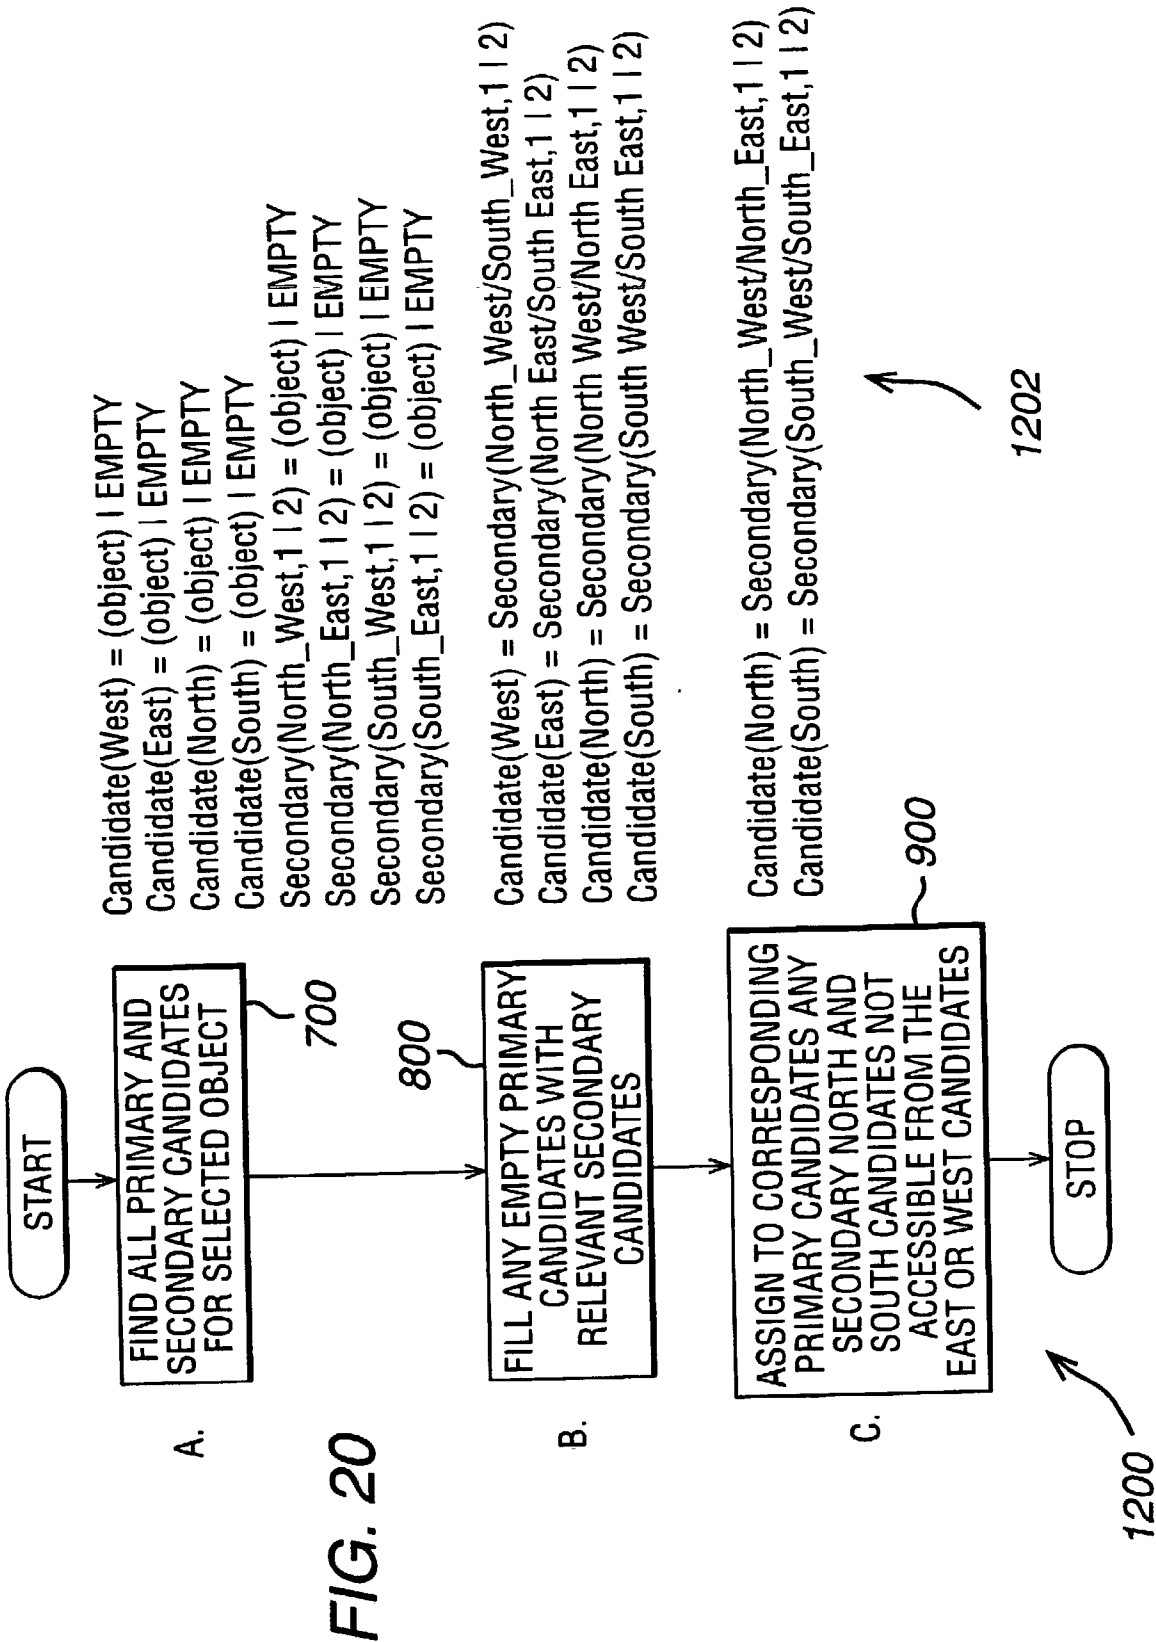 FIG. 20
START
A.
FIND ALL PRIMARY AND
SECONDARY CANDIDATES
FOR SELECTED OBJECT
700
Candidate(West) = (object) | EMPTY
Candidate(East) = (object) | EMPTY
Candidate(North) = (object) | EMPTY
Candidate(South) = (object) | EMPTY
Secondary(North_West,1 | 2) = (object) | EMPTY
Secondary(North_East,1 | 2) = (object) | EMPTY
Secondary(South_West,1 | 2) = (object) | EMPTY
Secondary(South_East,1 | 2) = (object) | EMPTY
B.
FILL ANY EMPTY PRIMARY
CANDIDATES WITH
RELEVANT SECONDARY
CANDIDATES
800
Candidate(West) = Secondary(North_West/South_West,1 | 2)
Candidate(East) = Secondary(North East/South East,1 | 2)
Candidate(North) = Secondary(North West/North East,1 | 2)
Candidate(South) = Secondary(South West/South East,1 | 2)
C.
ASSIGN TO CORRESPONDING
PRIMARY CANDIDATES ANY
SECONDARY NORTH AND
SOUTH CANDIDATES NOT
ACCESSIBLE FROM THE
EAST OR WEST CANDIDATES
900
Candidate(North) = Secondary(North_West/North_East,1 | 2)
Candidate(South) = Secondary(South_West/South_East,1 | 2)
STOP
1200
1202